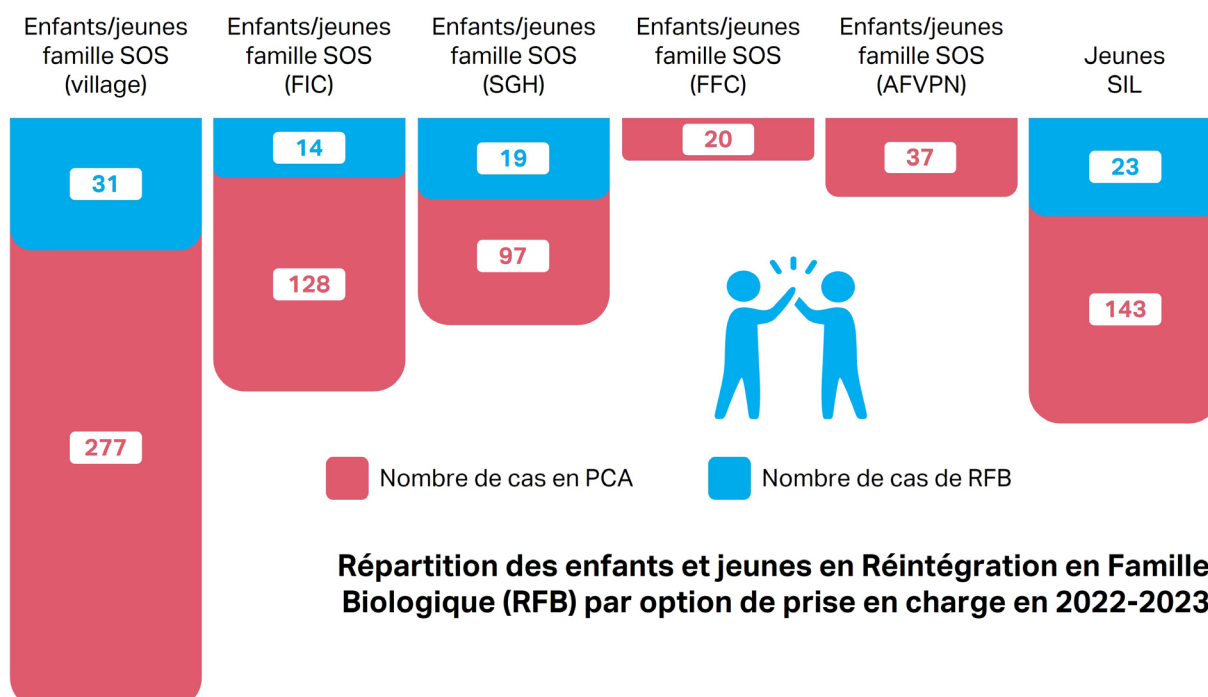 Enfants/jeunes
famille SOS
(village)
Enfants/jeunes
famille SOS
(FIC)
Enfants/jeunes
famille SOS
(SGH)
Enfants/jeunes
famille SOS
(FFC)
Enfants/jeunes
famille SOS
(AFVPN)
Jeunes
SIL
31
14
19
20
37
23
277
128
97
143
Nombre de cas en PCA
Nombre de cas de RFB
Répartition des enfants et jeunes en Réintégration en Famille
Biologique (RFB) par option de prise en charge en 2022-2023